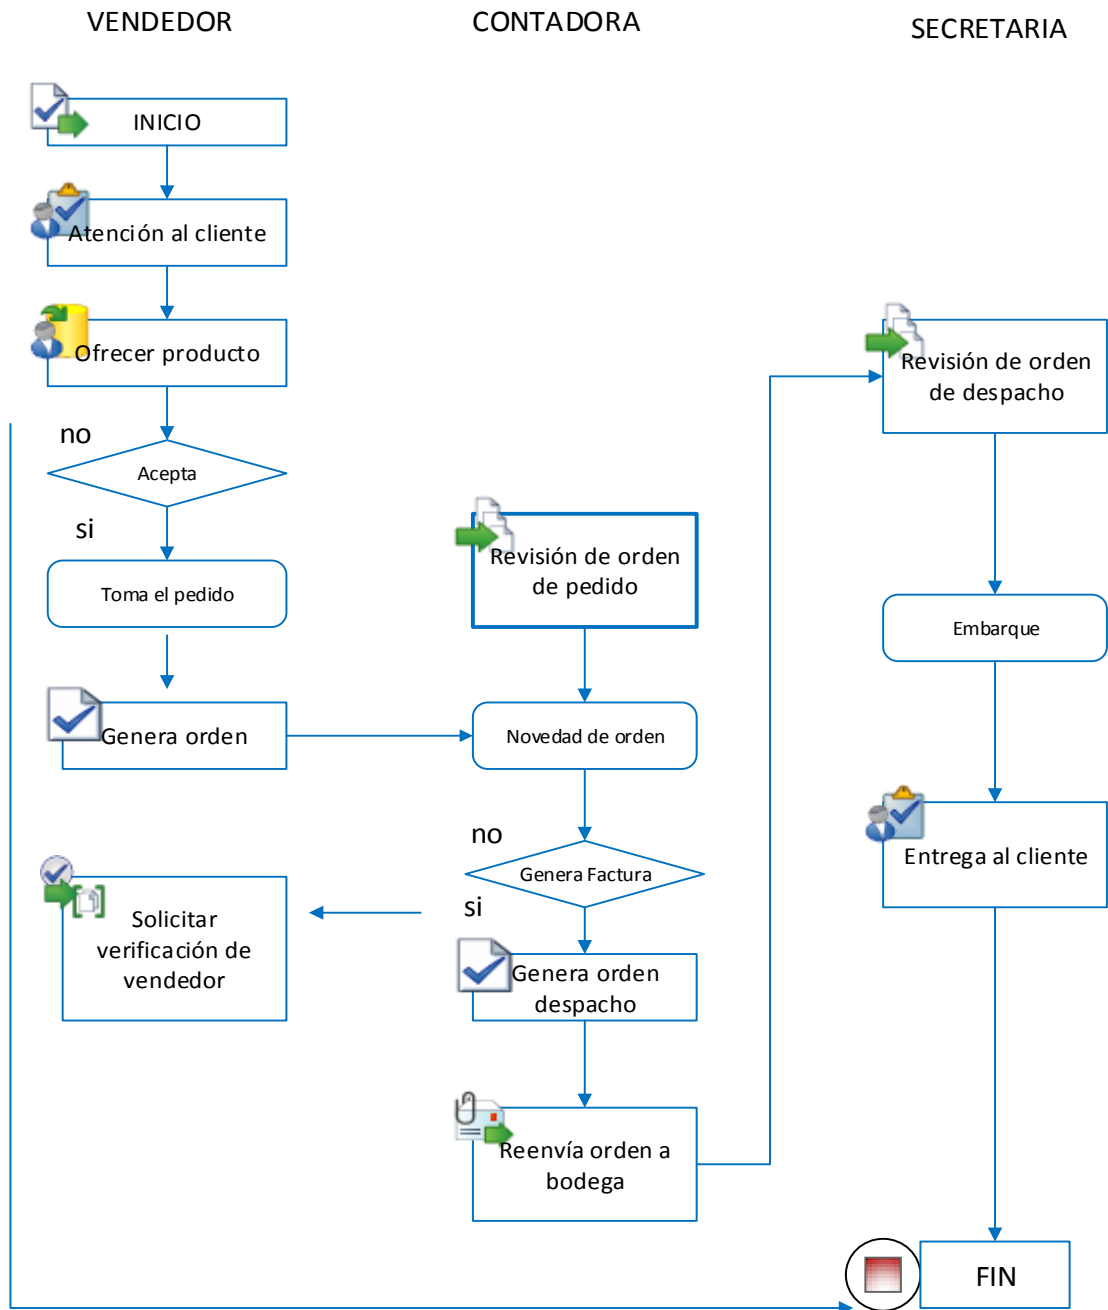 VENDEDOR
CONTADORA
SECRETARIA
INICIO
Atención al cliente
Ofrecer producto
no
Acepta
si
Toma el pedido
Genera orden
Solicitar
verificación de
vendedor
Revisión de orden
de pedido
Novedad de orden
no
Genera Factura
si
Genera orden
despacho
Reenvía orden a
bodega
Revisión de orden
de despacho
Embarque
Entrega al cliente
FIN